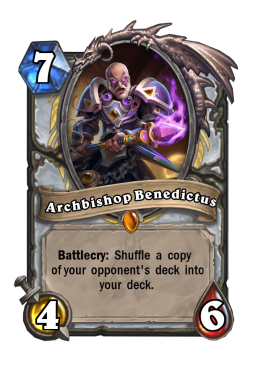 7
Archbishop Benedictus
Battlecry: Shuffle a copy
of your opponent's deck into
your deck.
4
6